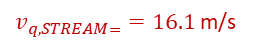 v_{q,STREAM=} = 16.1 m/s